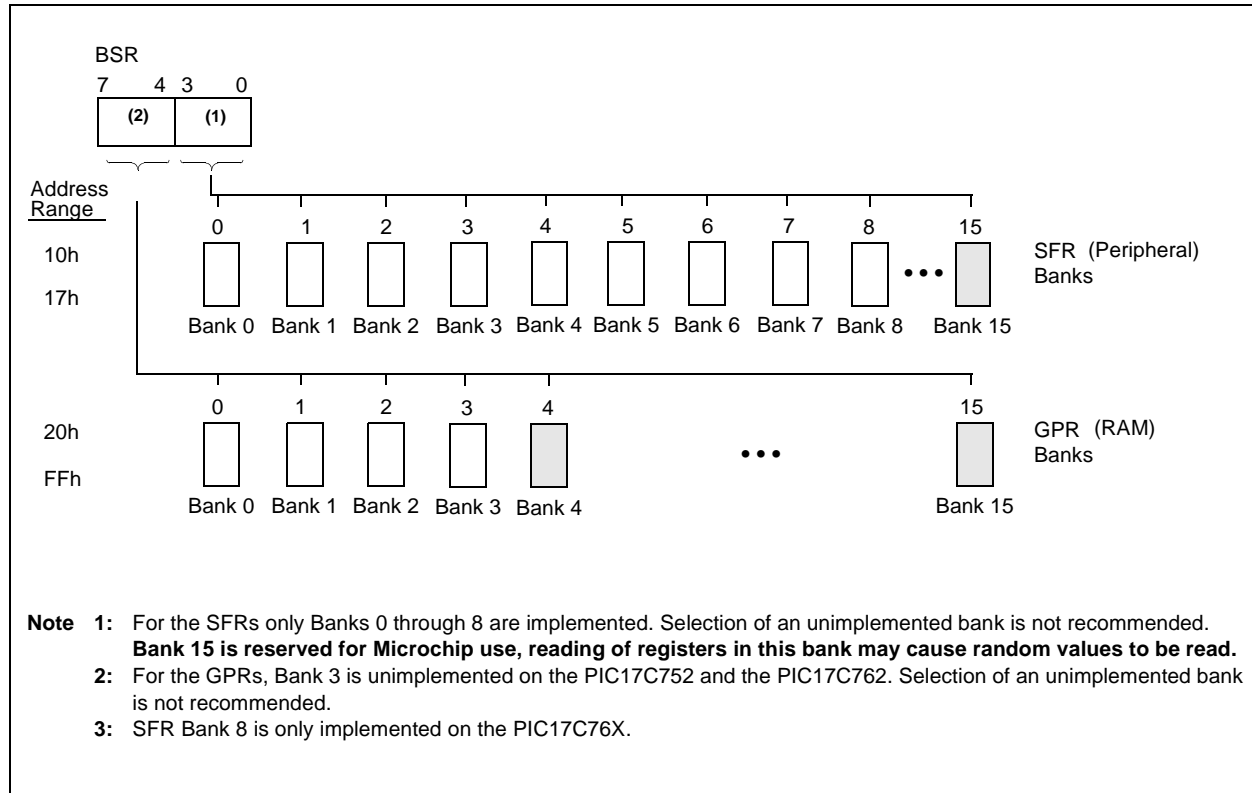 BSR
7 4 3 0
(2) (1)
Address
Range
0 1 2 3 4 5 6 7 8 15
10h
17h
•••
SFR (Peripheral)
Banks
Bank 0 Bank 1 Bank 2 Bank 3 Bank 4 Bank 5 Bank 6 Bank 7 Bank 8 Bank 15
0 1 2 3 4 15
20h
FFh
•••
GPR (RAM)
Banks
Bank 0 Bank 1 Bank 2 Bank 3 Bank 4 Bank 15
Note 1: For the SFRs only Banks 0 through 8 are implemented. Selection of an unimplemented bank is not recommended.
Bank 15 is reserved for Microchip use, reading of registers in this bank may cause random values to be read.
2: For the GPRs, Bank 3 is unimplemented on the PIC17C752 and the PIC17C762. Selection of an unimplemented bank
is not recommended.
3: SFR Bank 8 is only implemented on the PIC17C76X.